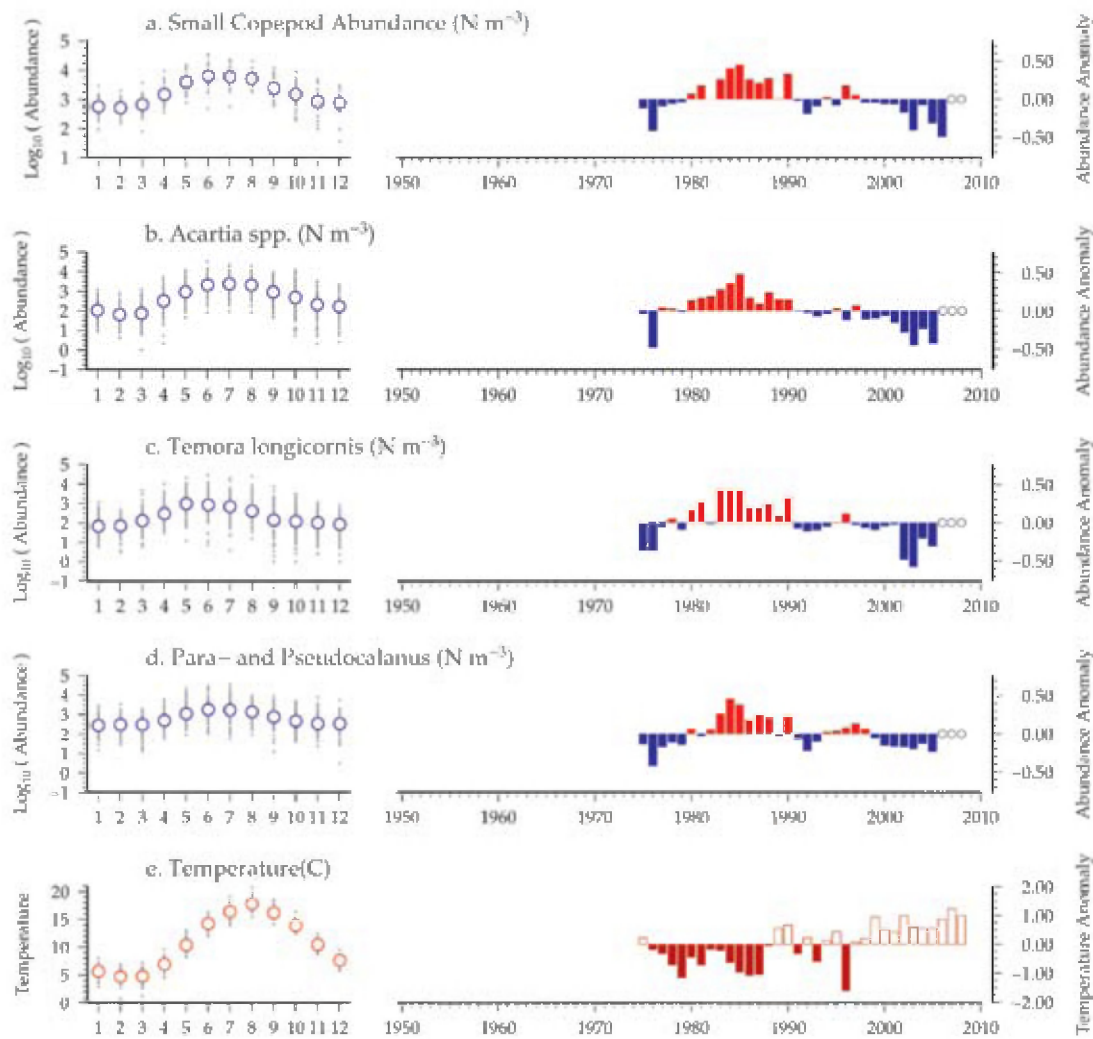 a. Small Copepod Abundance (N m⁻³)
Log₁₀ ( Abundance )
5
4
3
2
1
0.50
0.00
−0.50
Abundance Anomaly
1 2 3 4 5 6 7 8 9 10 11 12 1950 1960 1970 1980 1990 2000 2010
b. Acartia spp. (N m⁻³)
Log₁₀ ( Abundance )
5
4
3
2
1
0
−1
0.50
0.00
−0.50
Abundance Anomaly
1 2 3 4 5 6 7 8 9 10 11 12 1950 1960 1970 1980 1990 2000 2010
c. Temora longicornis (N m⁻³)
Log₁₀ ( Abundance )
5
4
3
2
1
0
−1
0.50
0.00
−0.50
Abundance Anomaly
1 2 3 4 5 6 7 8 9 10 11 12 1950 1960 1970 1980 1990 2000 2010
d. Para− and Pseudocalanus (N m⁻³)
Log₁₀ ( Abundance )
5
4
3
2
1
0
−1
0.50
0.00
−0.50
Abundance Anomaly
1 2 3 4 5 6 7 8 9 10 11 12 1950 1960 1970 1980 1990 2000 2010
e. Temperature(C)
Temperature
20
15
10
5
0
2.00
1.00
0.00
−1.00
−2.00
Temperature Anomaly
1 2 3 4 5 6 7 8 9 10 11 12 1950 1960 1970 1980 1990 2000 2010